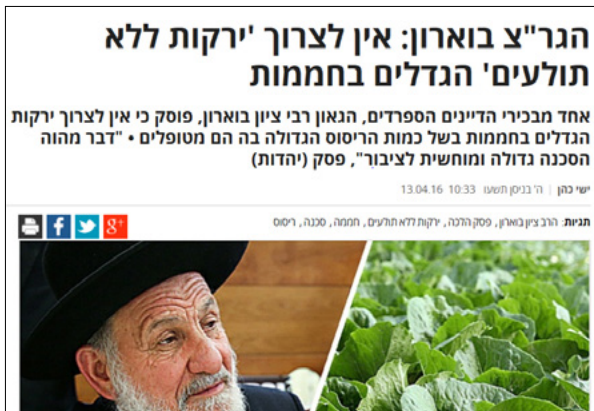 הגר"צ בוארון: אין לצרוך 'ירקות ללא
תולעים' הגדלים בחממות
אחד מבכירי הדיינים הספרדים, הגאון רבי ציון בוארון, פוסק כי אין לצרוך ירקות
הגדלים בחממות בשל כמות הריסוס הגדולה בה הם מטופלים • "דבר מהוה
הסכנה גדולה ומוחשית לציבור", פסק (יהדות)
ישי כהן | ה' בניסן תשעו 10:33 13.04.16
תגיות: הרב ציון בוארון, פסק הלכה, ירקות ללא תולעים, חממה, סכנה, ריסוס
f
g+